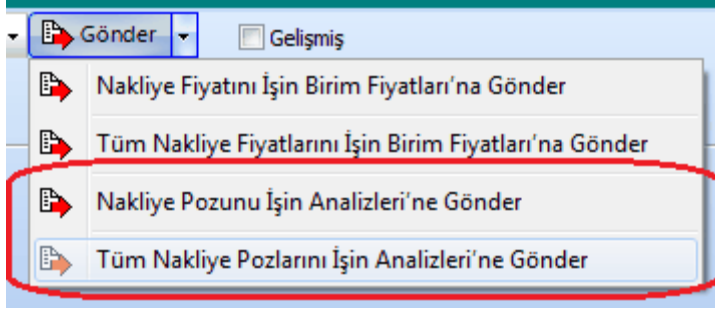 Gönder
Gelişmiş
Nakliye Fiyatını İşin Birim Fiyatları'na Gönder
Tüm Nakliye Fiyatlarını İşin Birim Fiyatları'na Gönder
Nakliye Pozunu İşin Analizleri'ne Gönder
Tüm Nakliye Pozlarını İşin Analizleri'ne Gönder